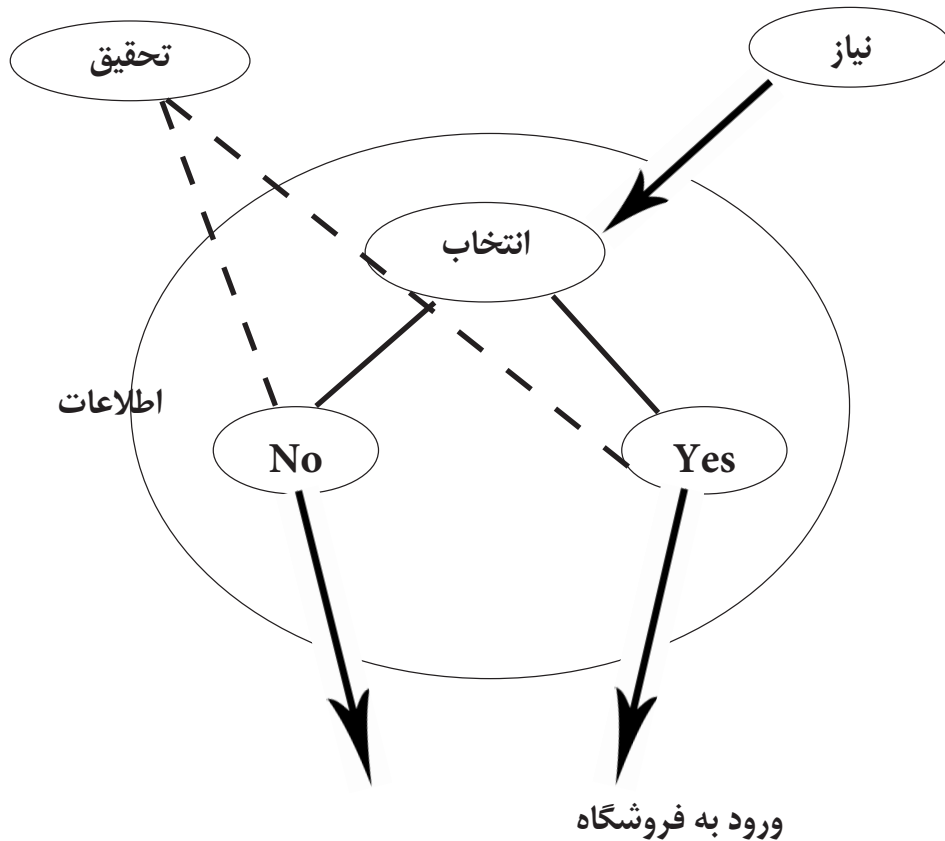 نیاز
تحقیق
انتخاب
اطلاعات
Yes
No
ورود به فروشگاه